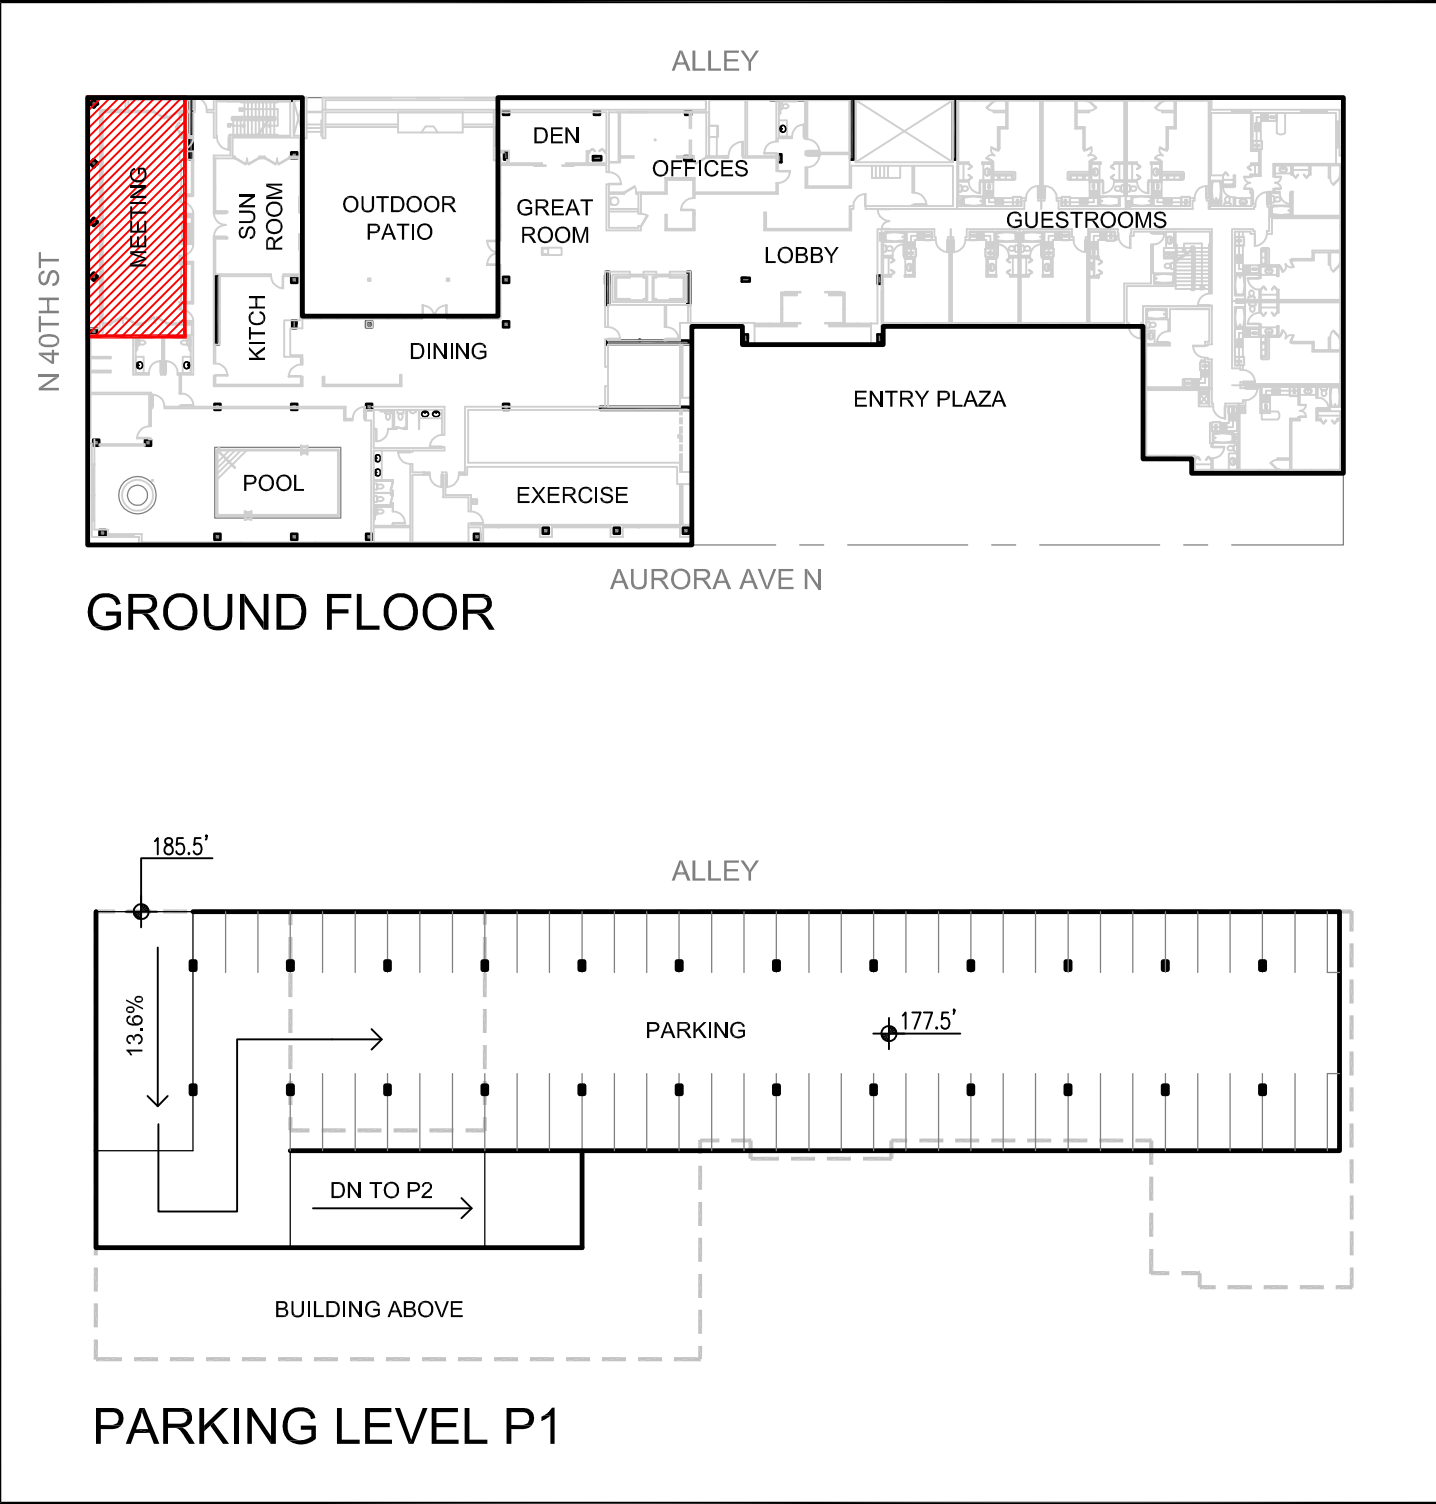 ALLEY
MEETING
SUN
ROOM
OUTDOOR
PATIO
DEN
OFFICES
GREAT
ROOM
LOBBY
GUESTROOMS
N 40TH ST
KITCH
DINING
ENTRY PLAZA
POOL
EXERCISE
AURORA AVE N
GROUND FLOOR
185.5'
ALLEY
13.6%
PARKING
177.5'
DN TO P2
BUILDING ABOVE
PARKING LEVEL P1